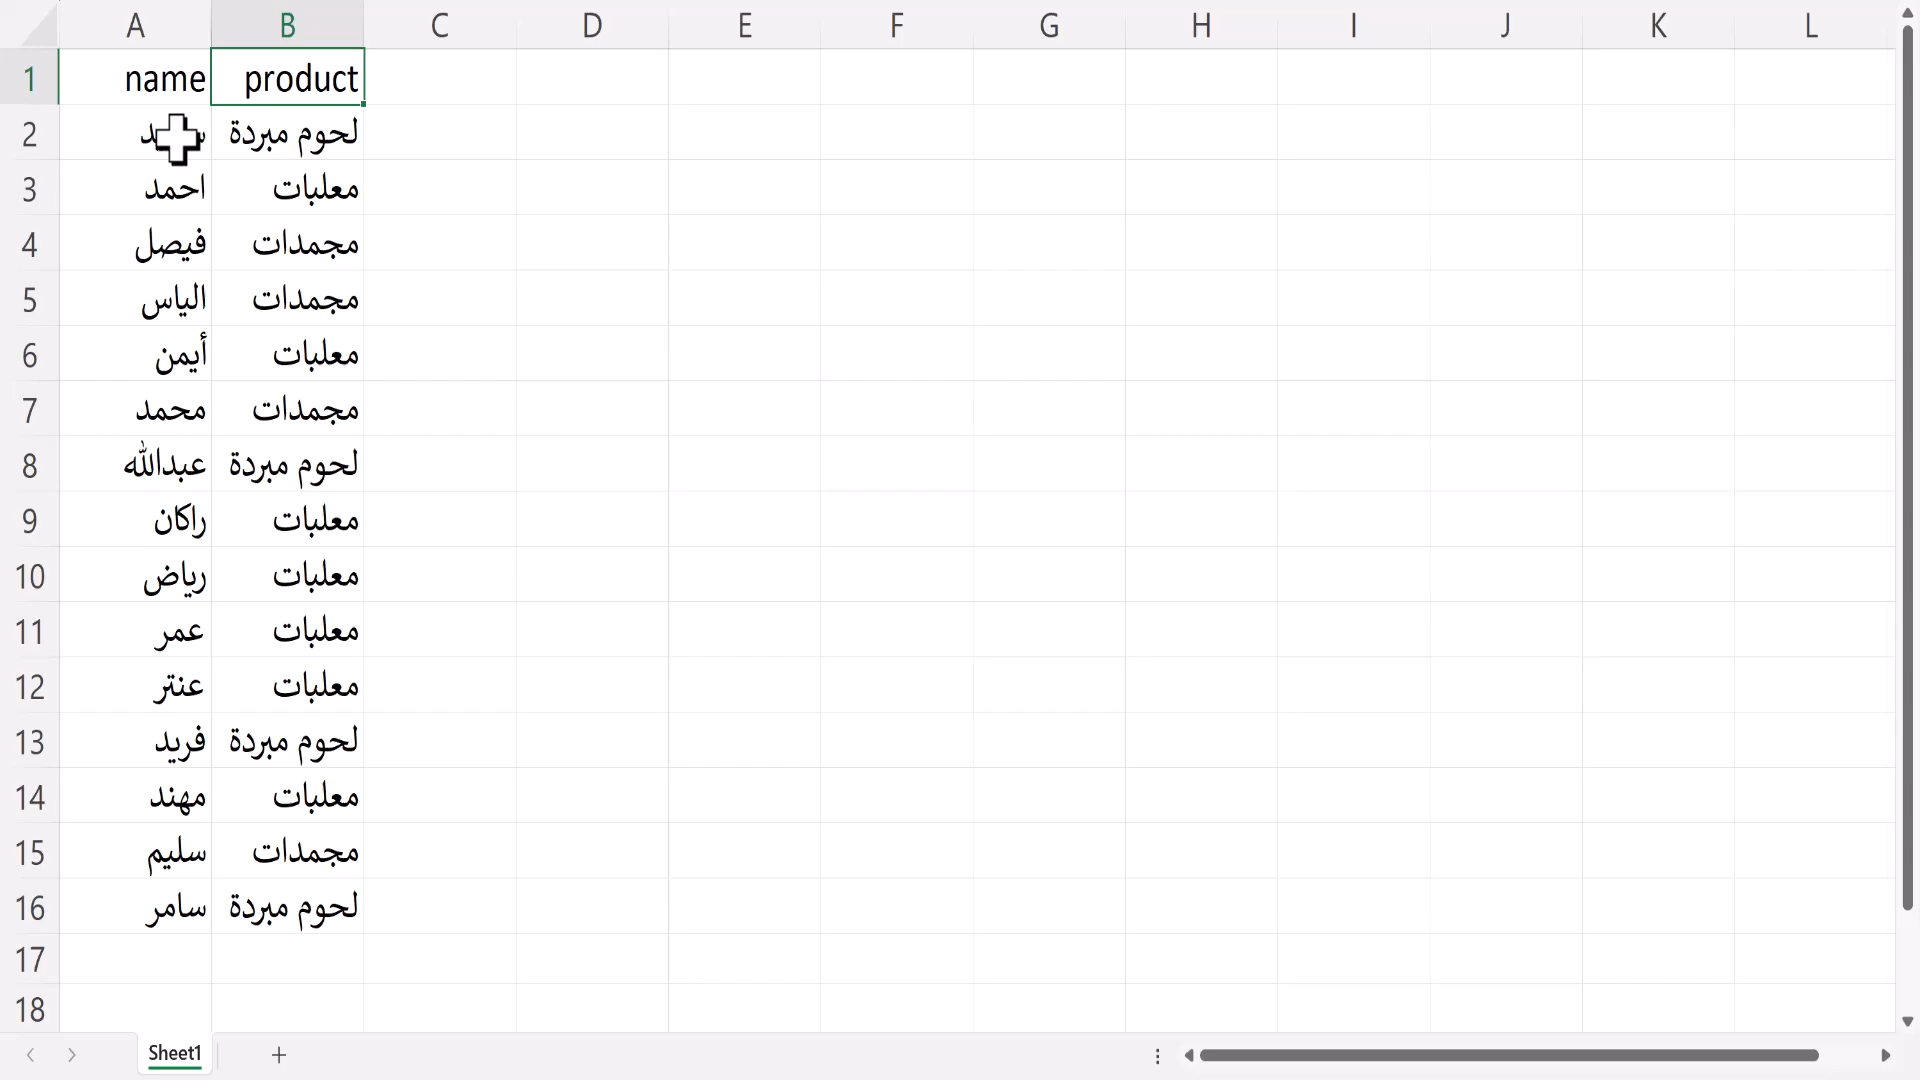 A B C D E F G H I J K L
1 name product
2 لحوم مبردة
3 احمد معلبات
4 فيصل مجمدات
5 الياس مجمدات
6 أيمن معلبات
7 محمد مجمدات
8 عبدالله لحوم مبردة
9 راكان معلبات
10 رياض معلبات
11 عمر معلبات
12 عنتر معلبات
13 فريد لحوم مبردة
14 مهند معلبات
15 سليم مجمدات
16 سامر لحوم مبردة
17
18
Sheet1